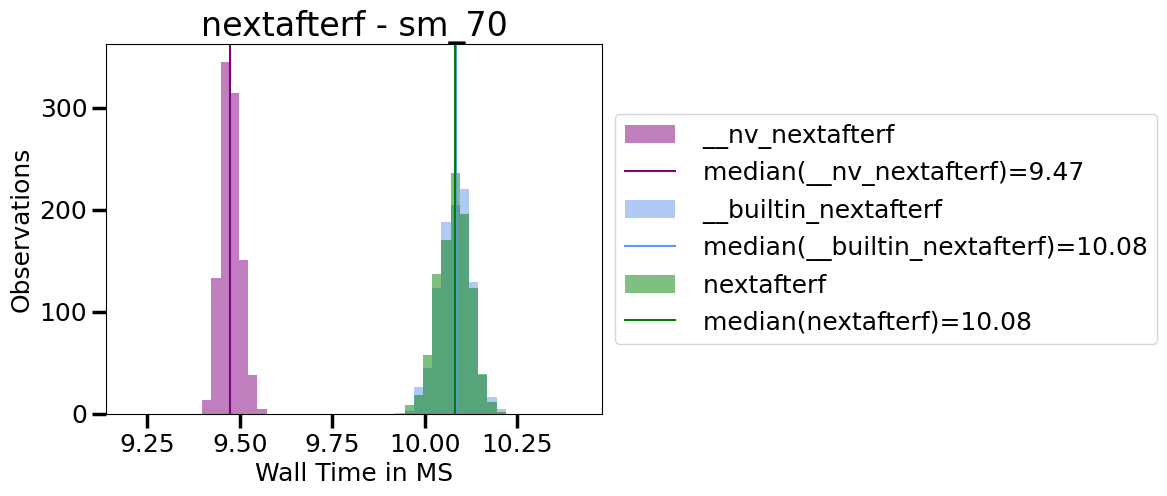 nextafterf - sm_70
Observations
300
200
100
0
9.25 9.50 9.75 10.00 10.25
Wall Time in MS
__nv_nextafterf
median(__nv_nextafterf)=9.47
__builtin_nextafterf
median(__builtin_nextafterf)=10.08
nextafterf
median(nextafterf)=10.08